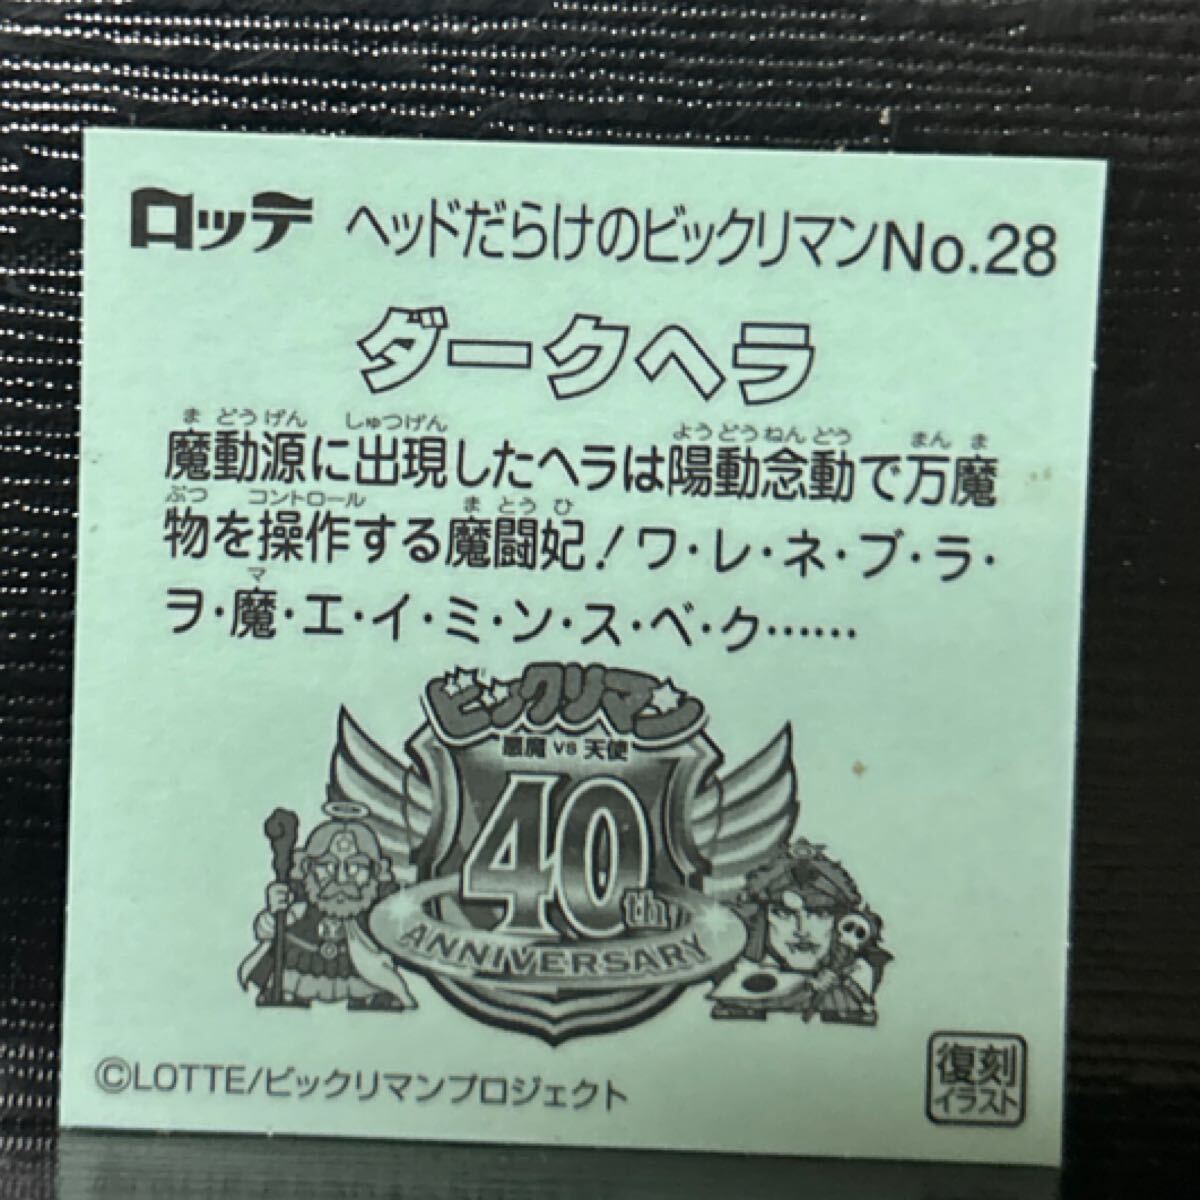 ロッテ ヘッドだらけのビックリマンNo.28
ダークヘラ
ま どうげん しゅつげん ようどうねんどう まん ま
魔動源に出現したヘラは陽動念動で万魔
ぶつ コントロール ま とう ひ
物を操作する魔闘妃!ワ・レ・ネ・ブ・ラ・
マ
ヲ・魔・エ・イ・ミ・ン・ス・ベ・ク……
ビックリマン
悪魔 VS 天使
40th
ANNIVERSARY
©LOTTE/ビックリマンプロジェクト
復刻
イラスト